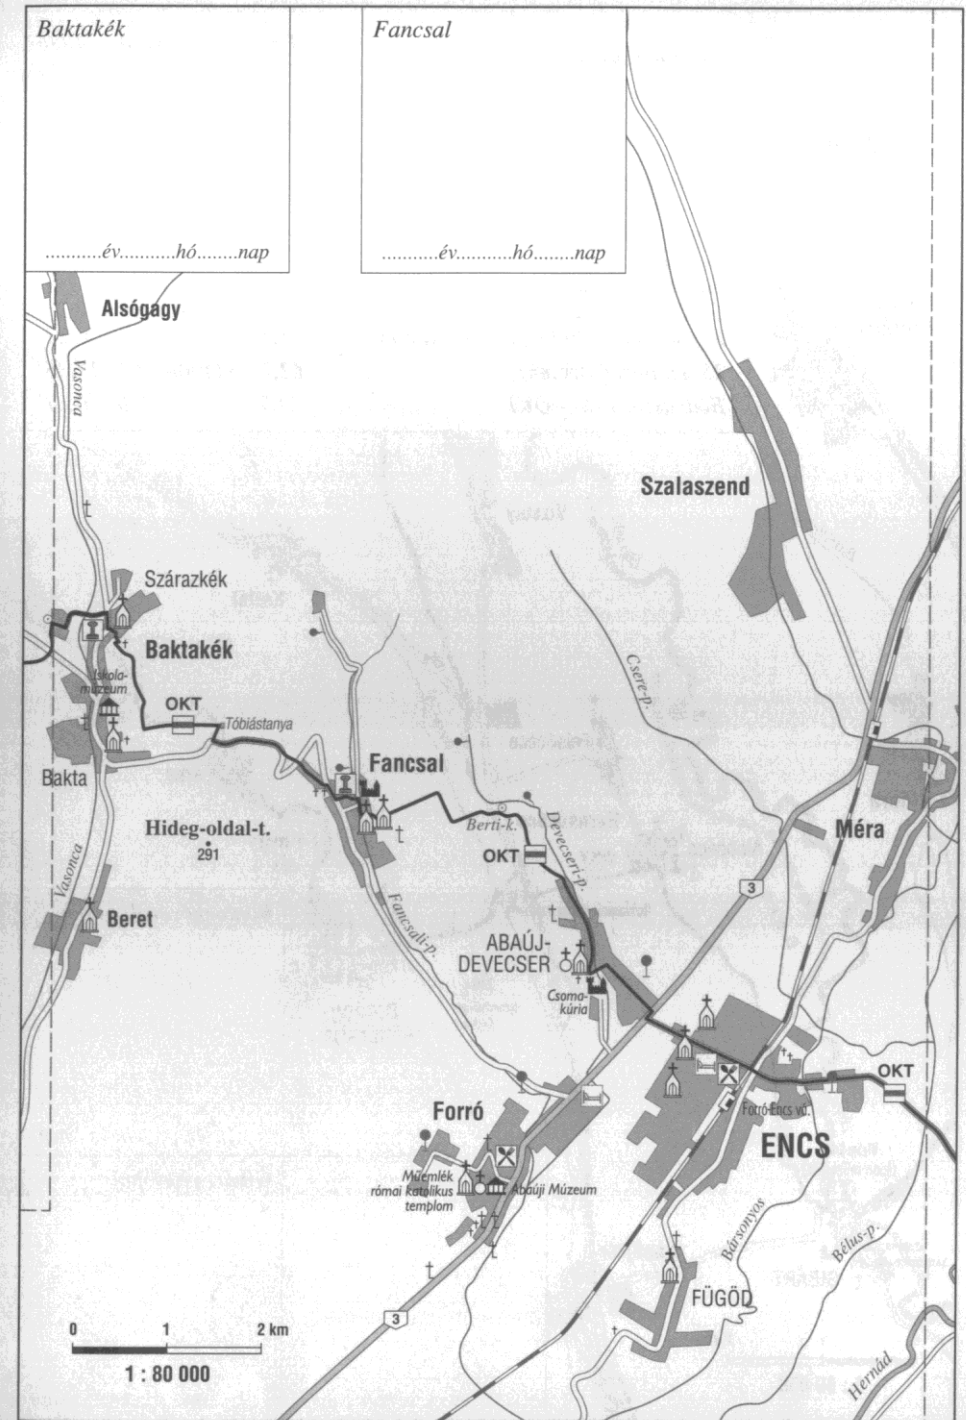 Baktakék
Fancsal
...........év...........hó........nap
...........év...........hó........nap
Alsógagy
Vasonca
Szalaszend
Szárazkék
Baktakék
Iskola-
múzeum
OKT
Tóbiástanya
Csere-p.
Bakta
Fancsal
Hideg-oldal-t.
291
Berti-k.
Devecseri-p.
OKT
Méra
3
Vasonca
Beret
Fancsali-p.
ABAÚJ-
DEVECSER
Csoma-
kúria
OKT
Forró
Forró-Encs vá.
ENCS
Műemlék
római katolikus
templom
Abaúji Múzeum
Bársonyos
Bélus-p.
FÜGÖD
3
Hernád
0 1 2 km
1 : 80 000